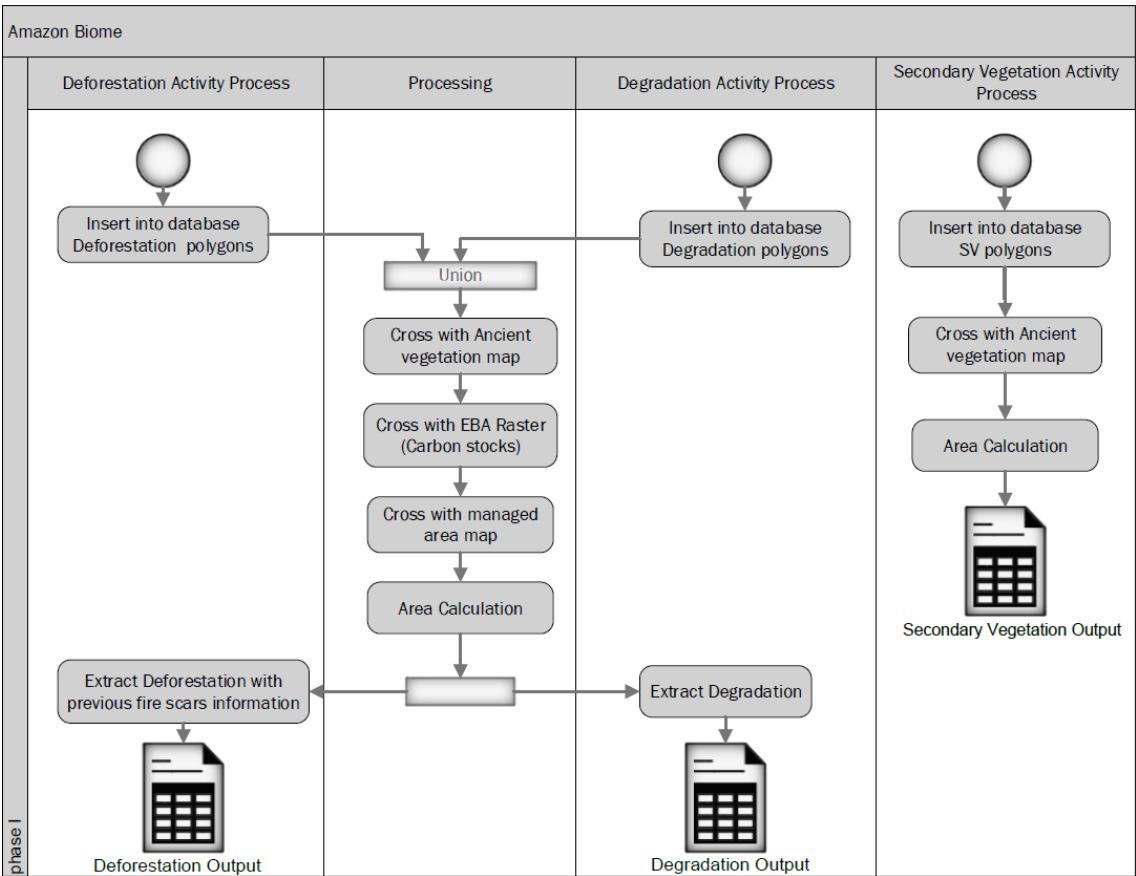 Amazon Biome
Deforestation Activity Process
Processing
Degradation Activity Process
Secondary Vegetation Activity
Process
Insert into database
Deforestation polygons
Insert into database
Degradation polygons
Insert into database
SV polygons
Union
Cross with Ancient
vegetation map
Cross with Ancient
vegetation map
Cross with EBA Raster
(Carbon stocks)
Area Calculation
Cross with managed
area map
Area Calculation
Secondary Vegetation Output
Extract Deforestation with
previous fire scars information
Extract Degradation
Deforestation Output
Degradation Output
phase I